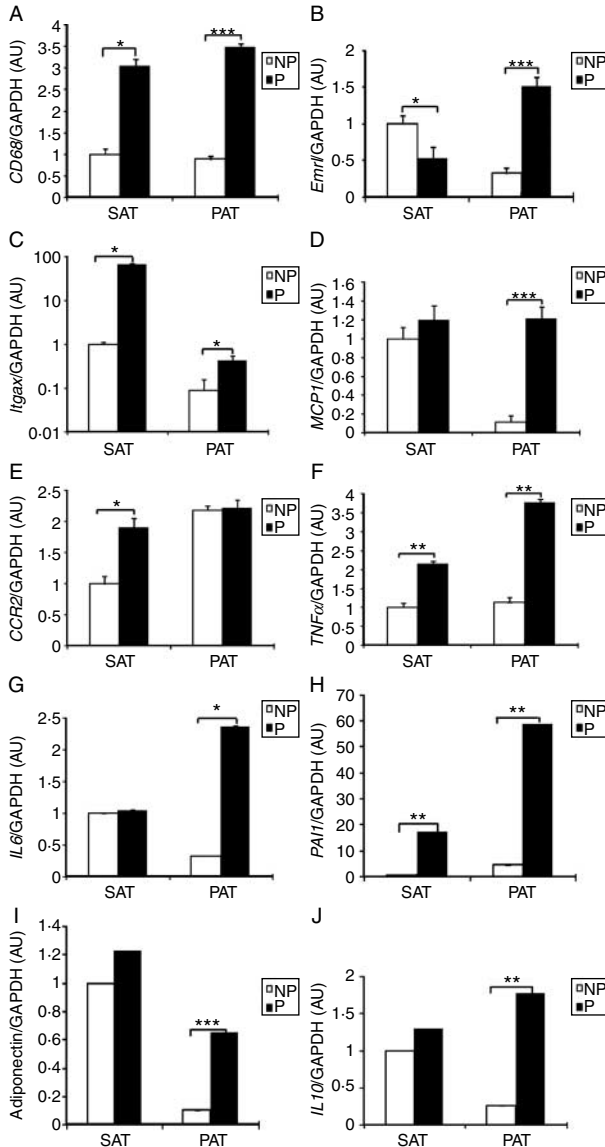 A
CD68/GAPDH (AU)
4
3·5
3
2·5
2
1·5
1
0·5
0
*
***
NP
P
SAT
PAT
B
Emrl/GAPDH (AU)
2
1·5
1
0·5
0
*
***
NP
P
SAT
PAT
C
Itgax/GAPDH (AU)
100
10
1
0·1
0·01
*
*
NP
P
SAT
PAT
D
MCP1/GAPDH (AU)
1·6
1·4
1·2
1
0·8
0·6
0·4
0·2
0
***
NP
P
SAT
PAT
E
CCR2/GAPDH (AU)
2·5
2
1·5
1
0·5
0
*
NP
P
SAT
PAT
F
TNFα/GAPDH (AU)
4
3·5
3
2·5
2
1·5
1
0·5
0
**
**
NP
P
SAT
PAT
G
IL6/GAPDH (AU)
2·5
2
1·5
1
0·5
0
*
NP
P
SAT
PAT
H
PAI1/GAPDH (AU)
70
60
50
40
30
20
10
0
**
**
NP
P
SAT
PAT
I
Adiponectin/GAPDH (AU)
1·4
1·2
1
0·8
0·6
0·4
0·2
0
***
NP
P
SAT
PAT
J
IL10/GAPDH (AU)
2
1·5
1
0·5
0
**
NP
P
SAT
PAT